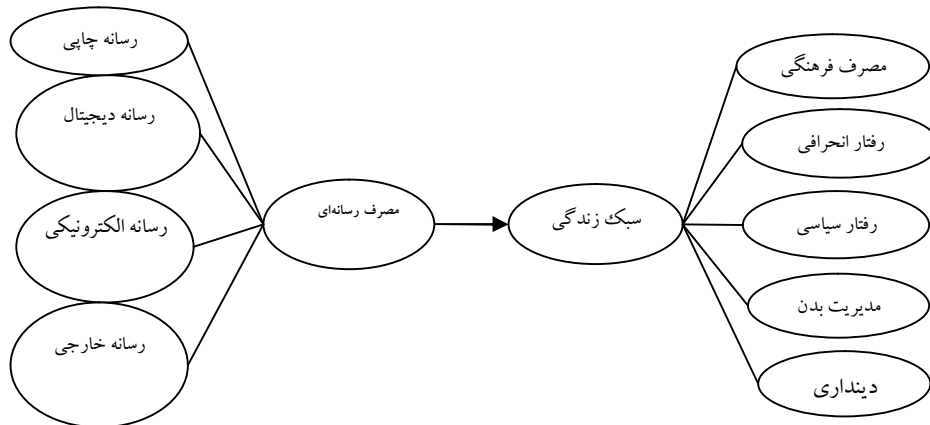 رسانه چاپی
رسانه دیجیتال
رسانه الکترونیکی
رسانه خارجی
مصرف رسانه‌ای
سبک زندگی
مصرف فرهنگی
رفتار انحرافی
رفتار سیاسی
مدیریت بدن
دینداری